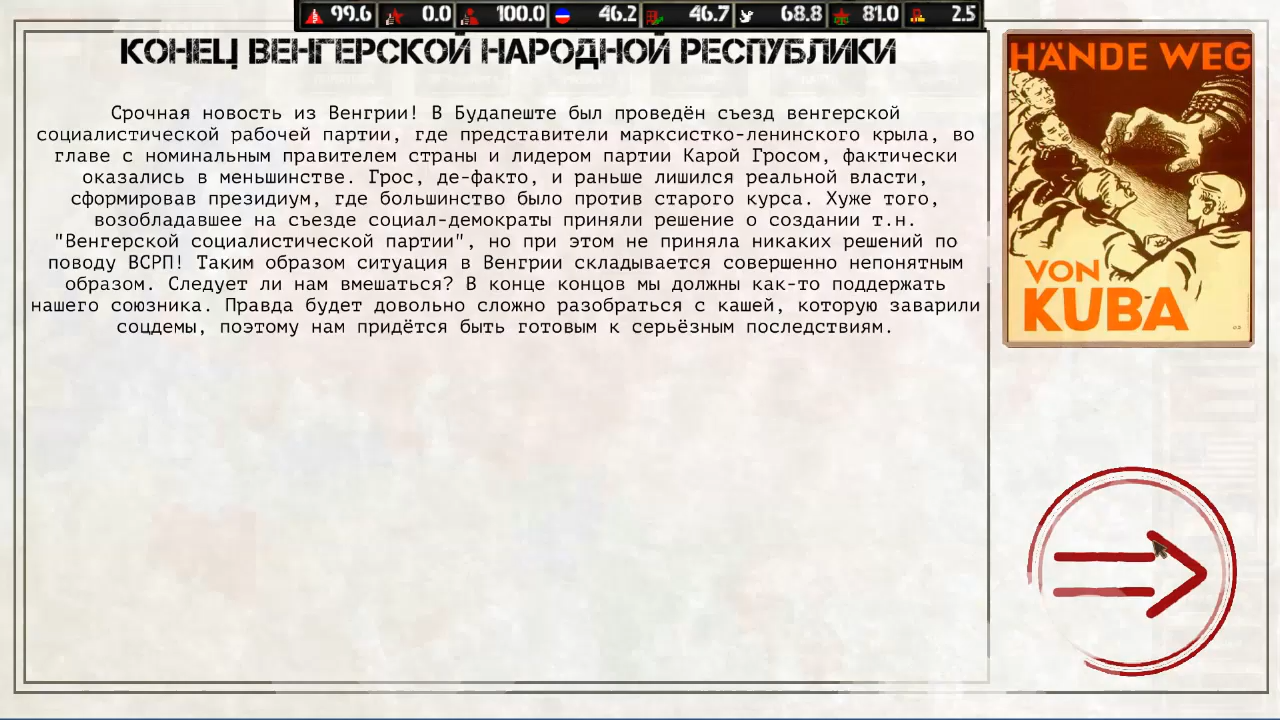 99.6 0.0 100.0 46.2 46.7 68.8 81.0 2.5
КОНЕЦ ВЕНГЕРСКОЙ НАРОДНОЙ РЕСПУБЛИКИ
Срочная новость из Венгрии! В Будапеште был проведён съезд венгерской
социалистической рабочей партии, где представители марксистко-ленинского крыла, во
главе с номинальным правителем страны и лидером партии Карой Гросом, фактически
оказались в меньшинстве. Грос, де-факто, и раньше лишился реальной власти,
сформировав президиум, где большинство было против старого курса. Хуже того,
возобладавшее на съезде социал-демократы приняли решение о создании т.н.
"Венгерской социалистической партии", но при этом не приняла никаких решений по
поводу ВСРП! Таким образом ситуация в Венгрии складывается совершенно непонятным
образом. Следует ли нам вмешаться? В конце концов мы должны как-то поддержать
нашего союзника. Правда будет довольно сложно разобраться с кашей, которую заварили
соцдемы, поэтому нам придётся быть готовым к серьёзным последствиям.
HÄNDE WEG
VON
KUBA